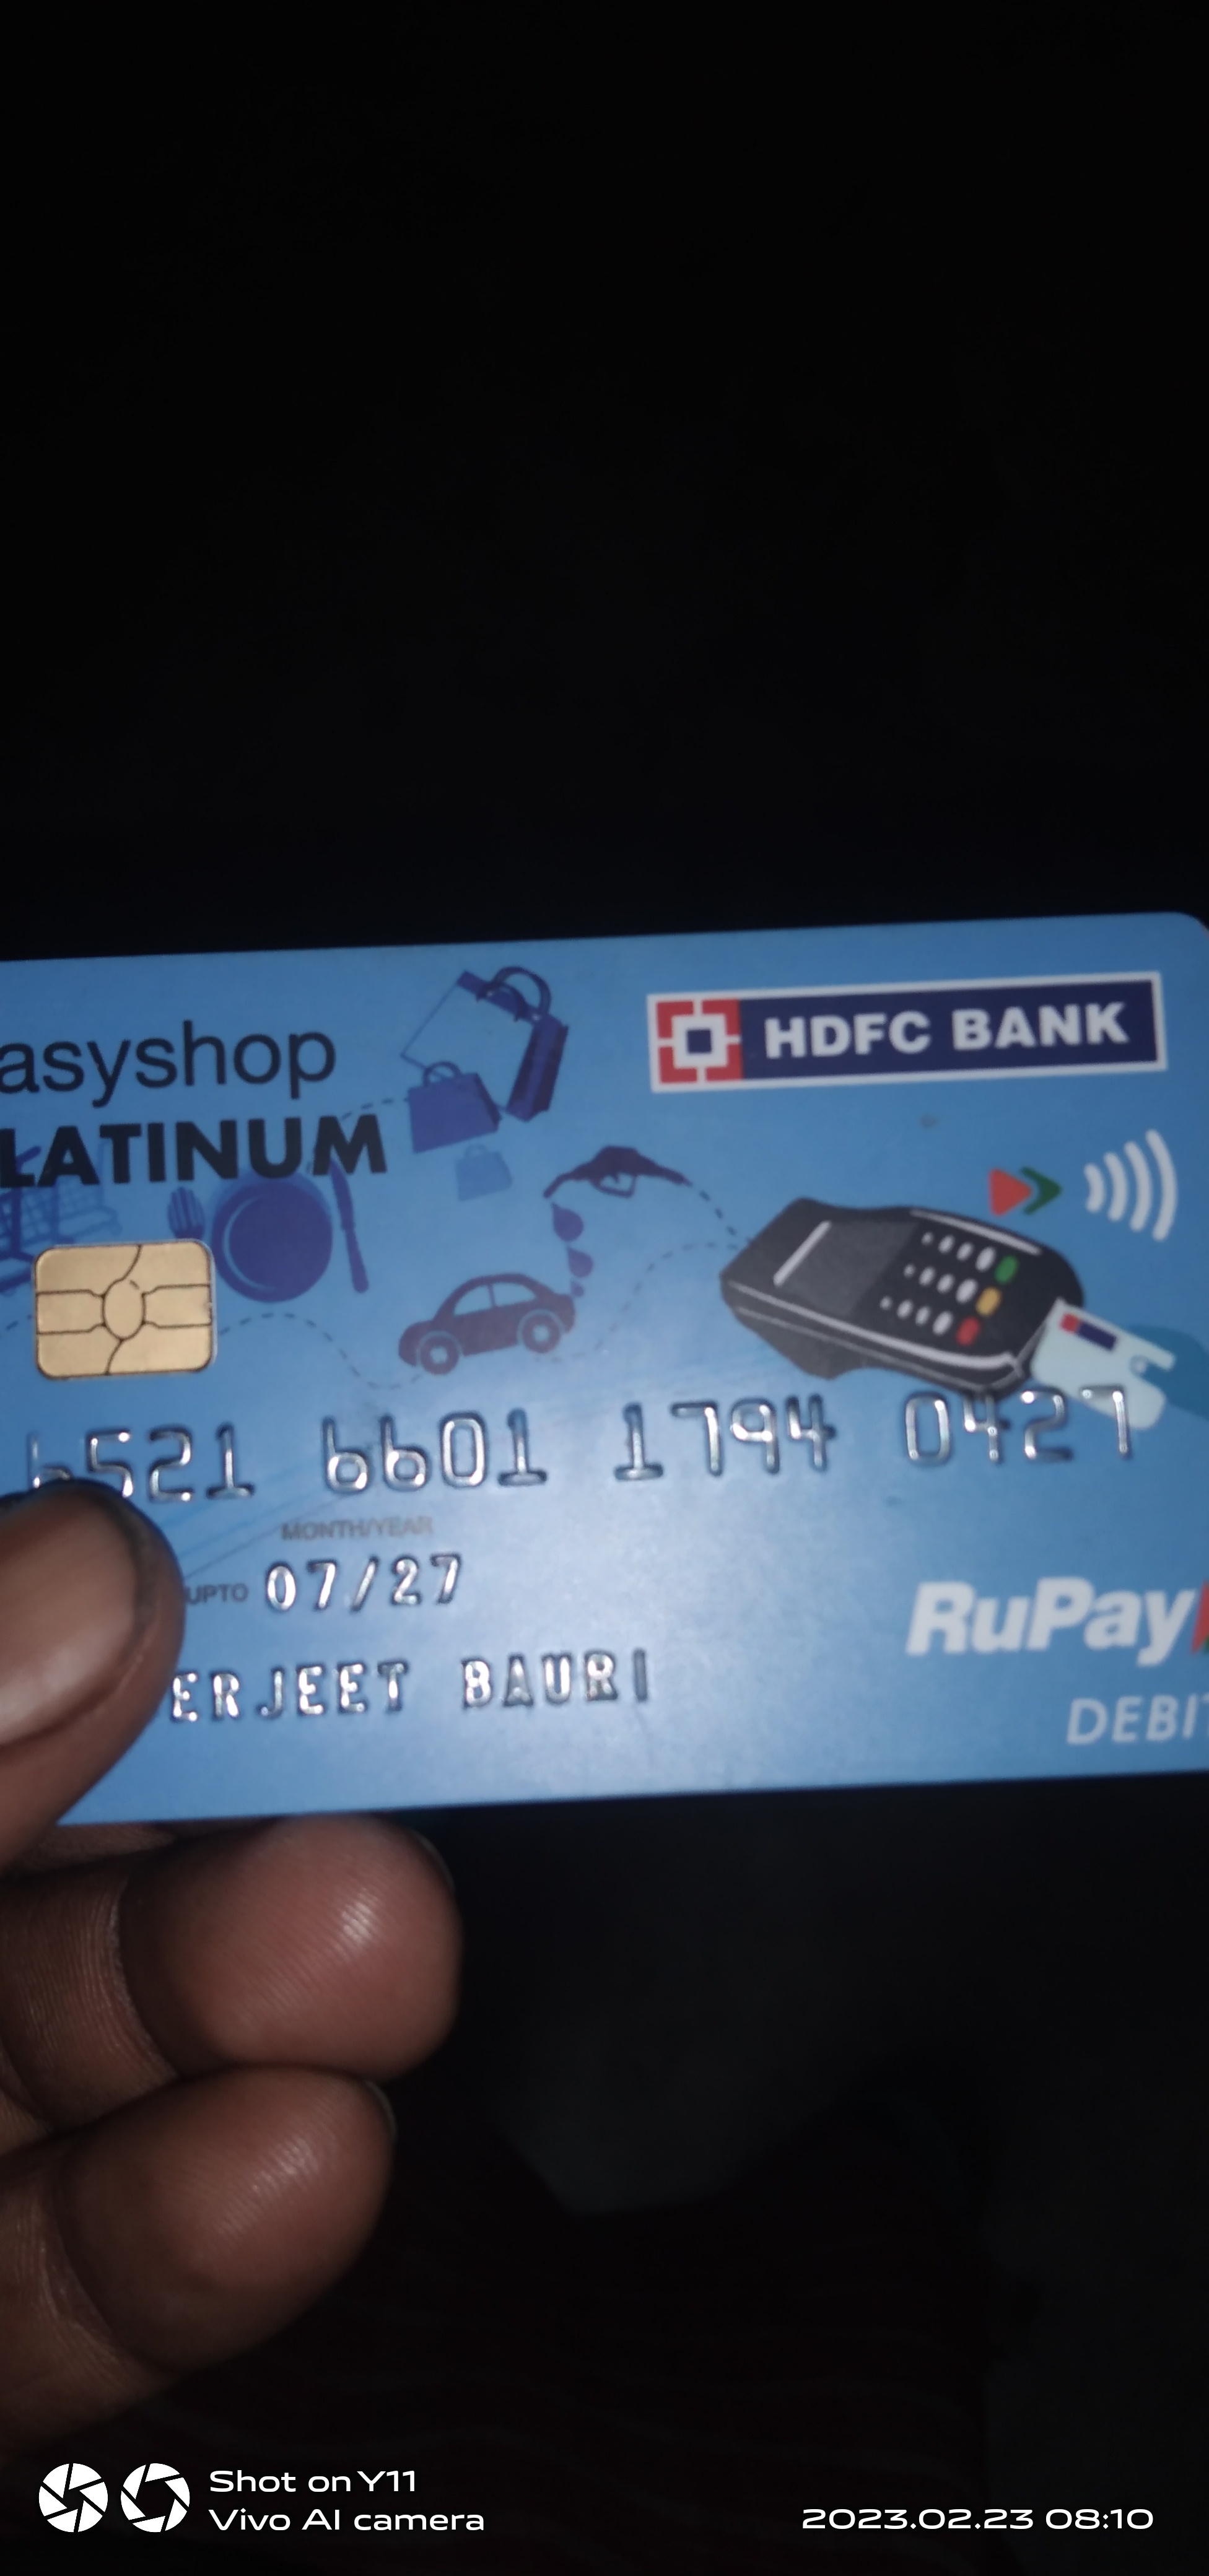 asyshop
LATINUM
HDFC BANK
6521 6601 1794 0427
MONTH/YEAR
UPTO 07/27
ERJEET BAURI
RuPay
DEBIT
Shot on Y11
Vivo AI camera
2023.02.23 08:10